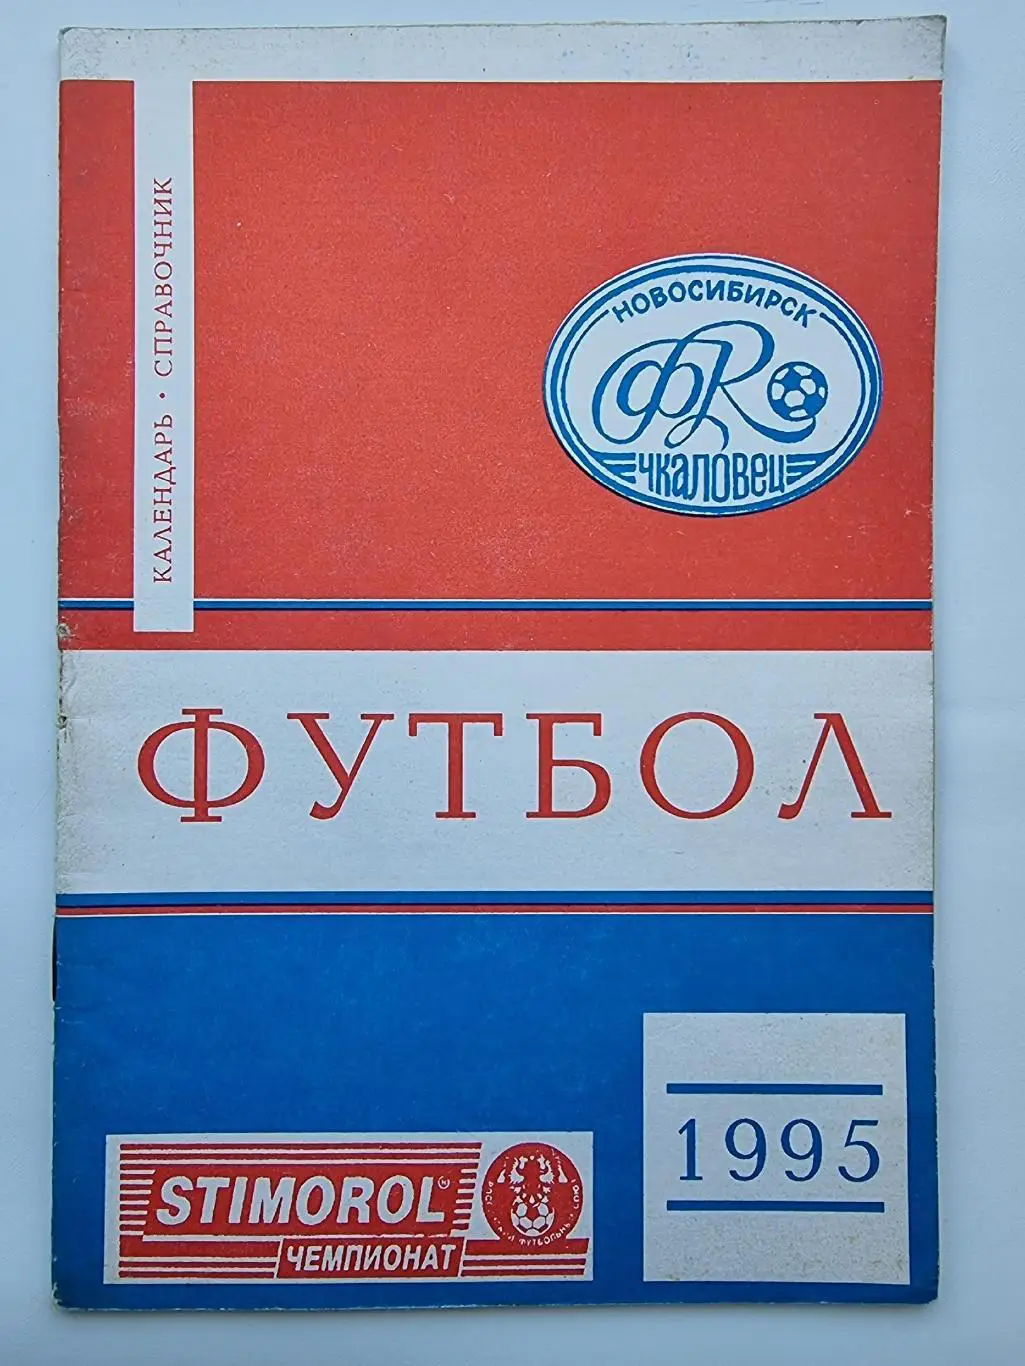 КАЛЕНДАРЬ • СПРАВОЧНИК
НОВОСИБИРСК
ФК
ЧКАЛОВЕЦ
ФУТБОЛ
STIMOROL
ЧЕМПИОНАТ
1995